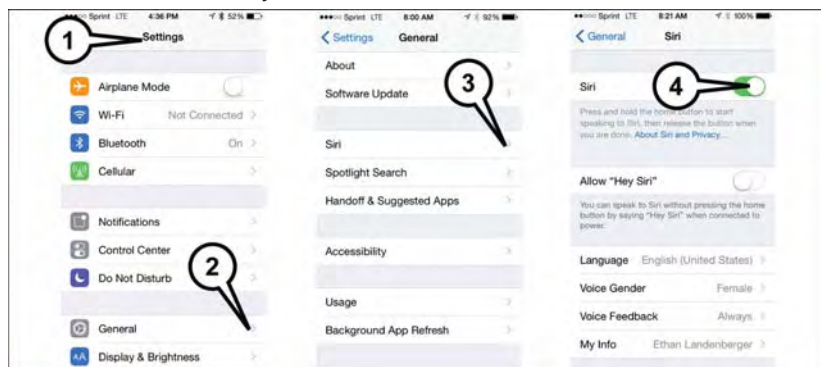 Sprint LTE 4:36 PM 52%
1
Settings
Airplane Mode
Wi-Fi Not Connected
Bluetooth On
Cellular
Notifications
Control Center
Do Not Disturb
2
General
AA Display & Brightness
Sprint LTE 8:00 AM 92%
Settings General
About
Software Update
3
Siri
Spotlight Search
Handoff & Suggested Apps
Accessibility
Usage
Background App Refresh
Sprint LTE 8:21 AM 100%
General Siri
Siri
4
Press and hold the home button to start
speaking to Siri, then release the button when
you are done. About Siri and Privacy...
Allow "Hey Siri"
You can speak to Siri without pressing the home
button by saying "Hey Siri" when connected to
power.
Language English (United States)
Voice Gender Female
Voice Feedback Always
My Info Ethan Landenberger